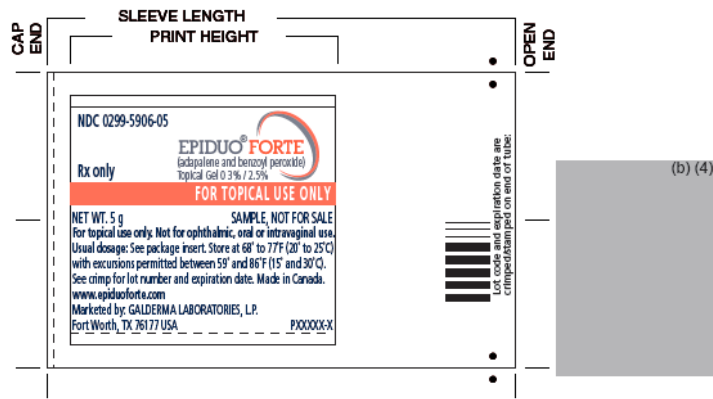 SLEEVE LENGTH
PRINT HEIGHT
CAP
END
OPEN
END
NDC 0299-5906-05
EPIDUO® FORTE
(adapalene and benzoyl peroxide)
Rx only
Topical Gel 0 3% / 2.5%
FOR TOPICAL USE ONLY
NET WT. 5 g SAMPLE, NOT FOR SALE
For topical use only. Not for ophthalmic, oral or intravaginal use.
Usual dosage: See package insert. Store at 68˚ to 77˚F (20˚ to 25˚C)
with excursions permitted between 59˚ and 86˚F (15˚ and 30˚C).
See crimp for lot number and expiration date. Made in Canada.
www.epiduoforte.com
Marketed by: GALDERMA LABORATORIES, L.P.
Fort Worth, TX 76177 USA PXXXXX-X
Lot code and expiration date are
crimped/stamped on end of tube:
(b) (4)